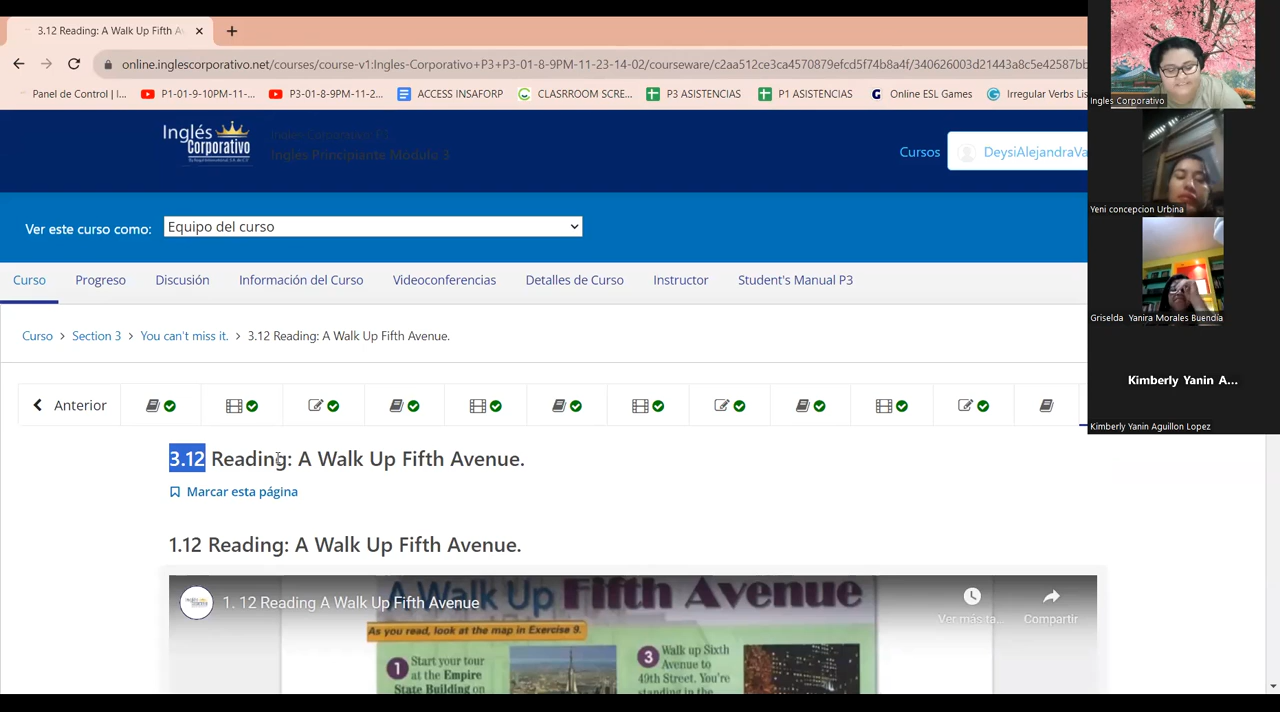 3.12 Reading: A Walk Up Fifth Av
online.inglescorporativo.net/courses/course-v1:Ingles-Corporativo+P3+P3-01-8-9PM-11-23-14-02/courseware/c2aa512ce3ca4570879efcd5f74b8a4f/340626003d21443a8c5e42587bb
Panel de Control | I... P1-01-9-10PM-11-... P3-01-8-9PM-11-2... ACCESS INSAFORP CLASRROOM SCRE... P3 ASISTENCIAS P1 ASISTENCIAS Online ESL Games Irregular Verbs Lis
Inglés Corporativo
Ingles Corporativo P3
Inglés Principiante Módulo 3
Cursos DeysiAlejandraVa
Ver este curso como: Equipo del curso
Curso Progreso Discusión Información del Curso Videoconferencias Detalles de Curso Instructor Student's Manual P3
Curso > Section 3 > You can't miss it. > 3.12 Reading: A Walk Up Fifth Avenue.
Anterior
3.12 Reading: A Walk Up Fifth Avenue.
Marcar esta página
1.12 Reading: A Walk Up Fifth Avenue.
A Walk Up Fifth Avenue
1. 12 Reading A Walk Up Fifth Avenue
Ver más ta... Compartir
As you read, look at the map in Exercise 9.
1 Start your tour
at the Empire
State Building on
3 Walk up Sixth
Avenue to
49th Street. You're
standing in the
Ingles Corporativo
Yeni concepcion Urbina
Griselda Yanira Morales Buendía
Kimberly Yanin A...
Kimberly Yanin Aguillon Lopez